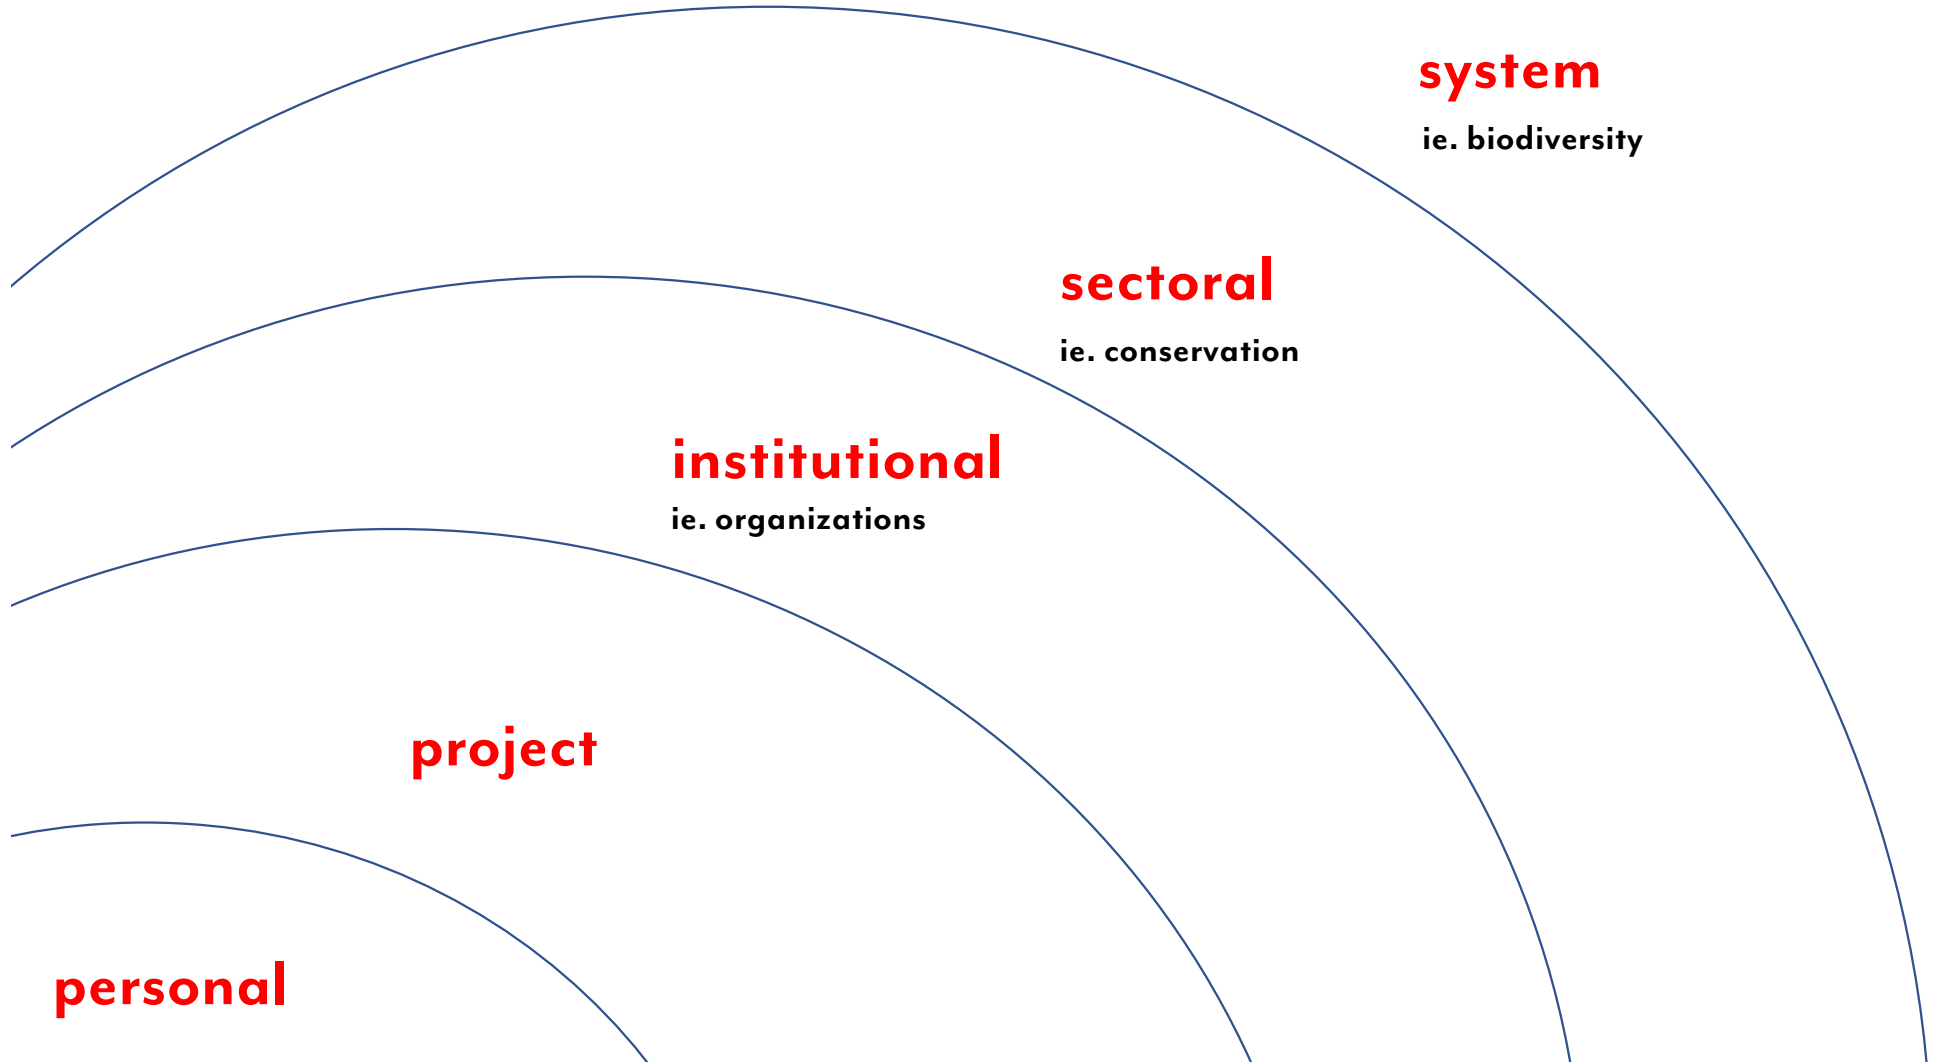 system
ie. biodiversity
sectoral
ie. conservation
institutional
ie. organizations
project
personal